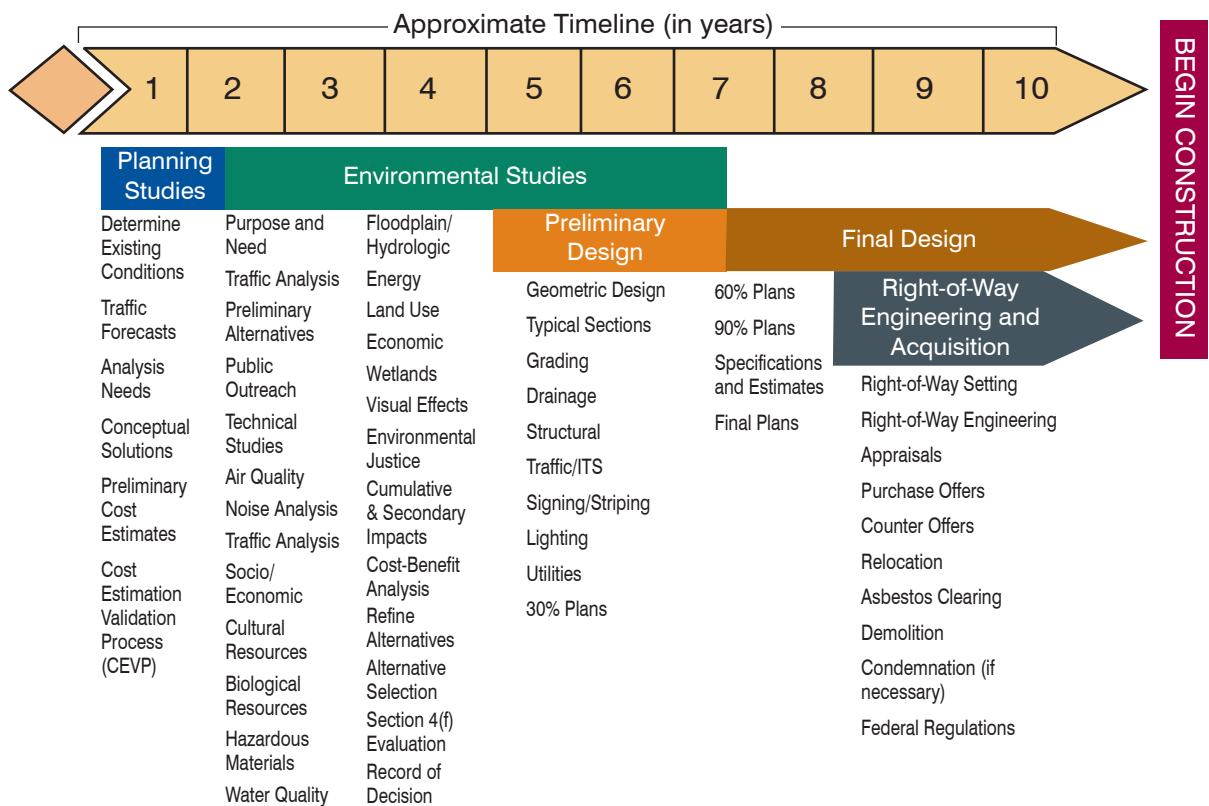 Approximate Timeline (in years)
1 2 3 4 5 6 7 8 9 10
BEGIN CONSTRUCTION
Planning
Studies
Determine
Existing
Conditions
Traffic
Forecasts
Analysis
Needs
Conceptual
Solutions
Preliminary
Cost
Estimates
Cost
Estimation
Validation
Process
(CEVP)
Environmental Studies
Purpose and
Need
Traffic Analysis
Preliminary
Alternatives
Public
Outreach
Technical
Studies
Air Quality
Noise Analysis
Traffic Analysis
Socio/
Economic
Cultural
Resources
Biological
Resources
Hazardous
Materials
Water Quality
Floodplain/
Hydrologic
Energy
Land Use
Economic
Wetlands
Visual Effects
Environmental
Justice
Cumulative
& Secondary
Impacts
Cost-Benefit
Analysis
Refine
Alternatives
Alternative
Selection
Section 4(f)
Evaluation
Record of
Decision
Preliminary
Design
Geometric Design
Typical Sections
Grading
Drainage
Structural
Traffic/ITS
Signing/Striping
Lighting
Utilities
30% Plans
Final Design
60% Plans
90% Plans
Specifications
and Estimates
Final Plans
Right-of-Way
Engineering and
Acquisition
Right-of-Way Setting
Right-of-Way Engineering
Appraisals
Purchase Offers
Counter Offers
Relocation
Asbestos Clearing
Demolition
Condemnation (if
necessary)
Federal Regulations